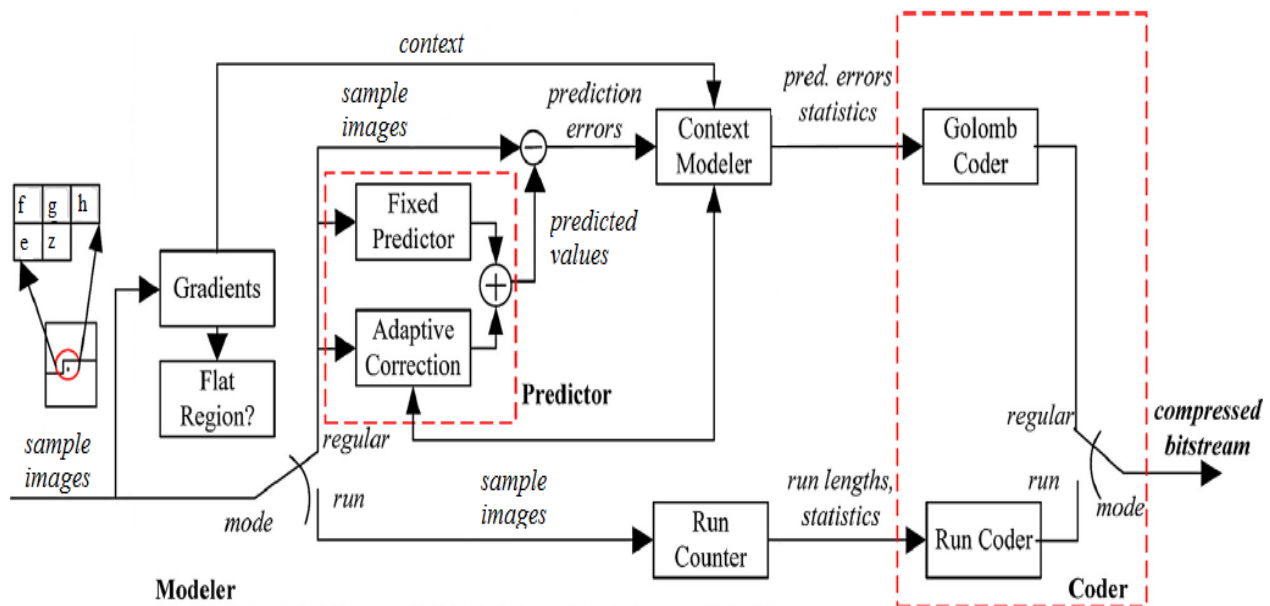 context
sample
images
prediction
errors
pred. errors
statistics
Context
Modeler
Golomb
Coder
f g h
e z
Fixed
Predictor
predicted
values
Gradients
Adaptive
Correction
Flat
Region?
Predictor
regular
sample
images
mode
run
sample
images
Run
Counter
run lengths,
statistics
Run Coder
regular
run
mode
compressed
bitstream
Modeler
Coder